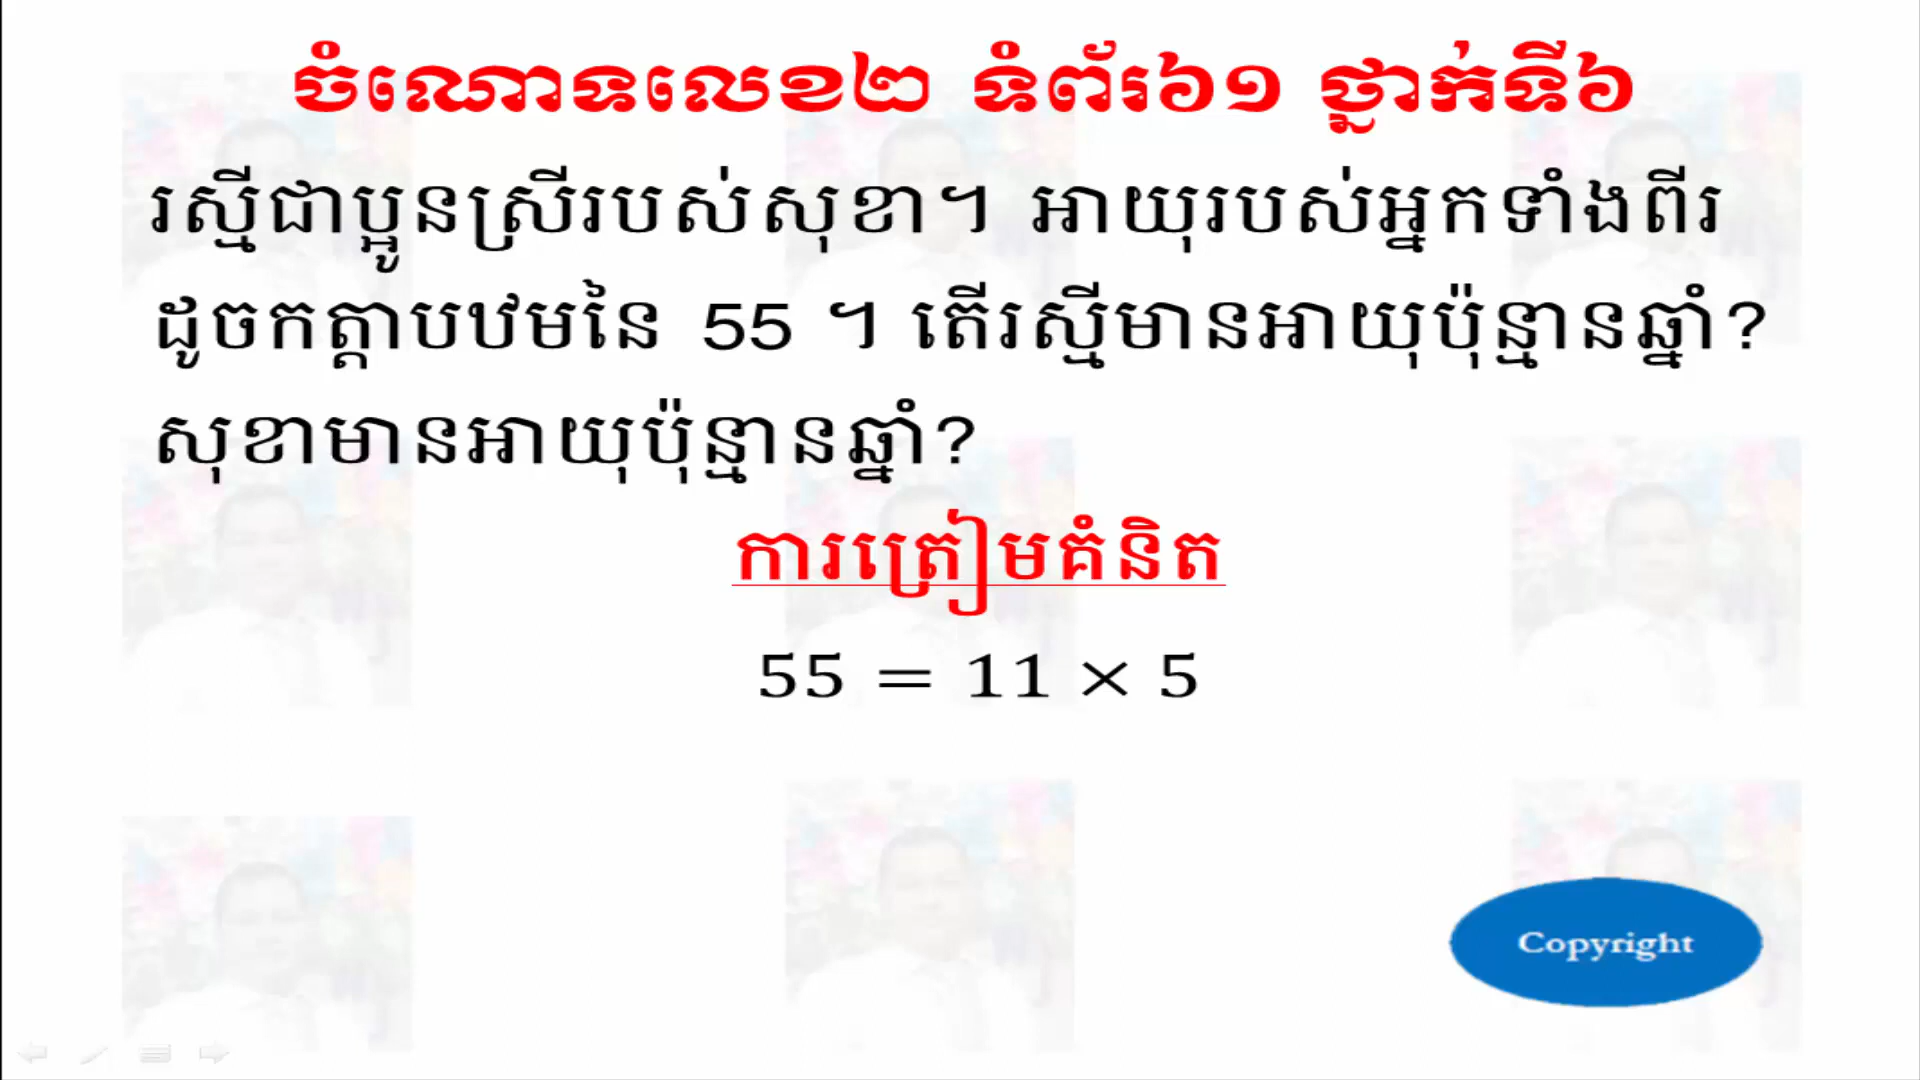 ចំណោទលេខ២ ទំព័រ៦១ ថ្នាក់ទី៦
រស្មីជាប្អូនស្រីរបស់សុខា។ អាយុរបស់អ្នកទាំងពីរ
ដូចកត្តាបឋមនៃ 55 ។ តើរស្មីមានអាយុប៉ុន្មានឆ្នាំ?
សុខាមានអាយុប៉ុន្មានឆ្នាំ?
ការត្រៀមគំនិត
55 = 11 × 5
Copyright